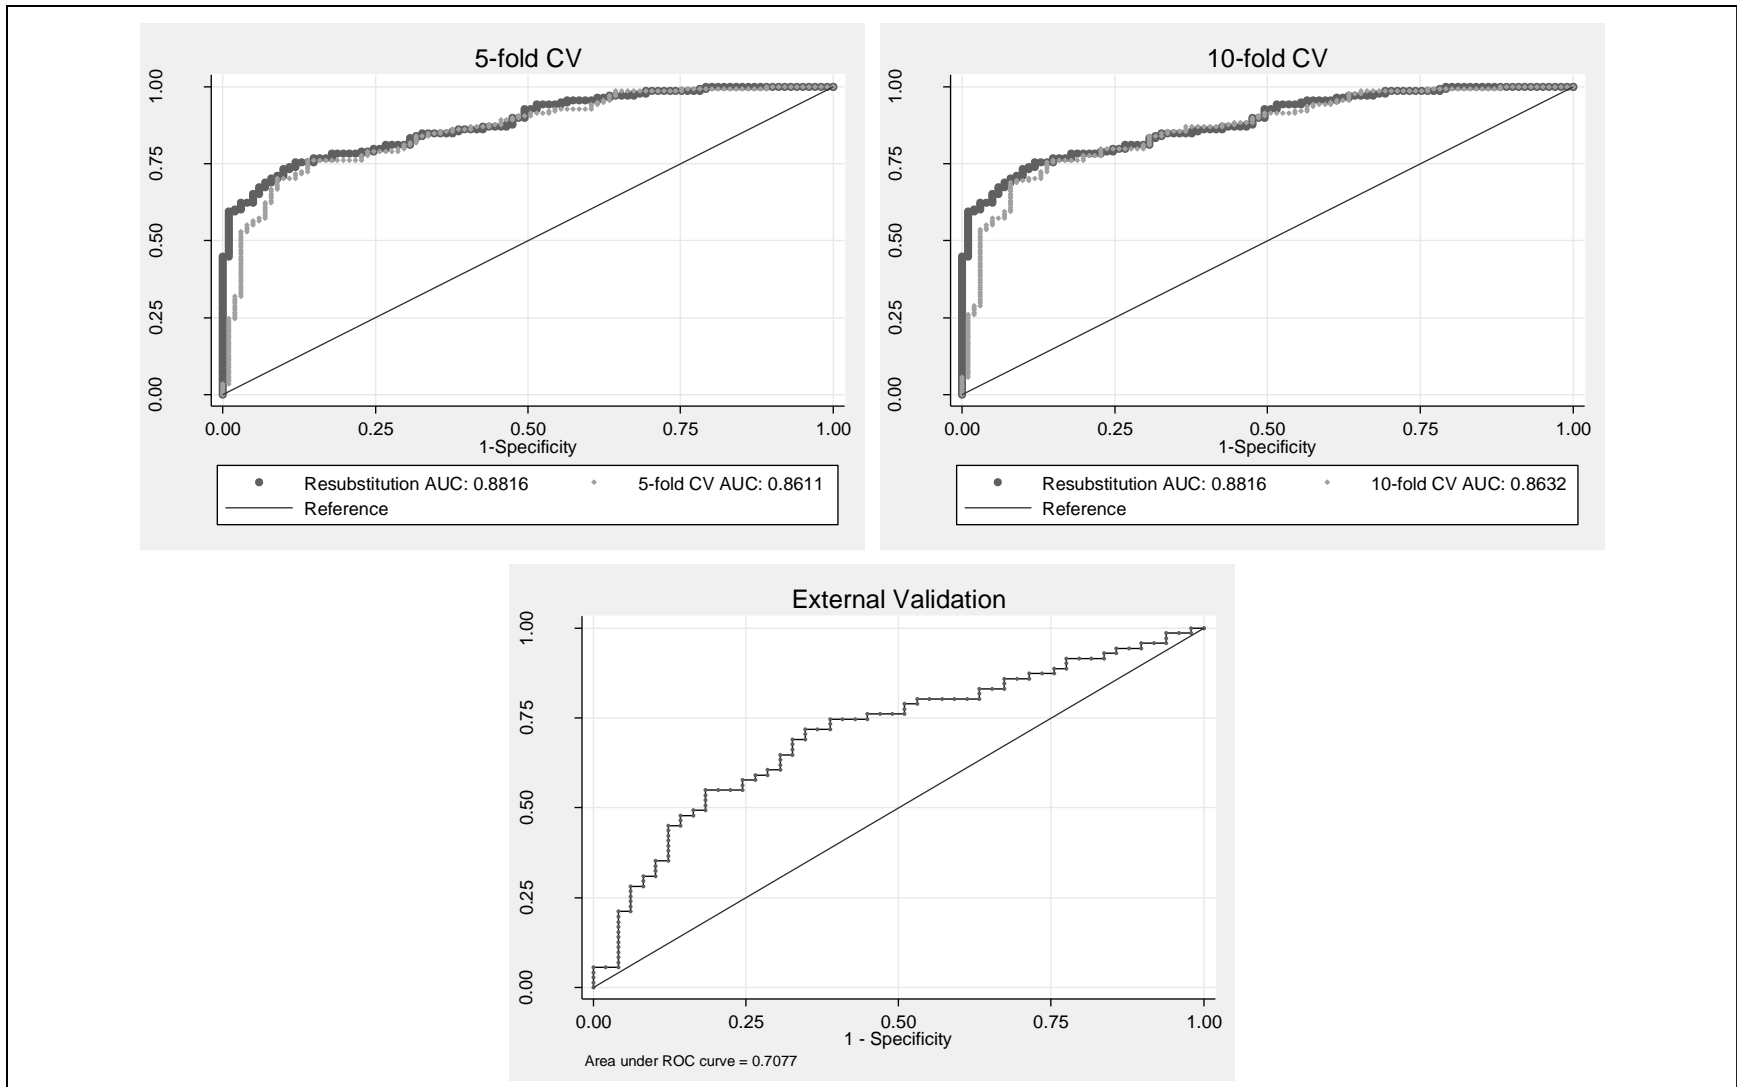 5-fold CV
1.00
0.75
0.50
0.25
0.00
0.00 0.25 0.50 0.75 1.00
1-Specificity
Resubstitution AUC: 0.8816 5-fold CV AUC: 0.8611
Reference
10-fold CV
1.00
0.75
0.50
0.25
0.00
0.00 0.25 0.50 0.75 1.00
1-Specificity
Resubstitution AUC: 0.8816 10-fold CV AUC: 0.8632
Reference
External Validation
1.00
0.75
0.50
0.25
0.00
0.00 0.25 0.50 0.75 1.00
1 - Specificity
Area under ROC curve = 0.7077